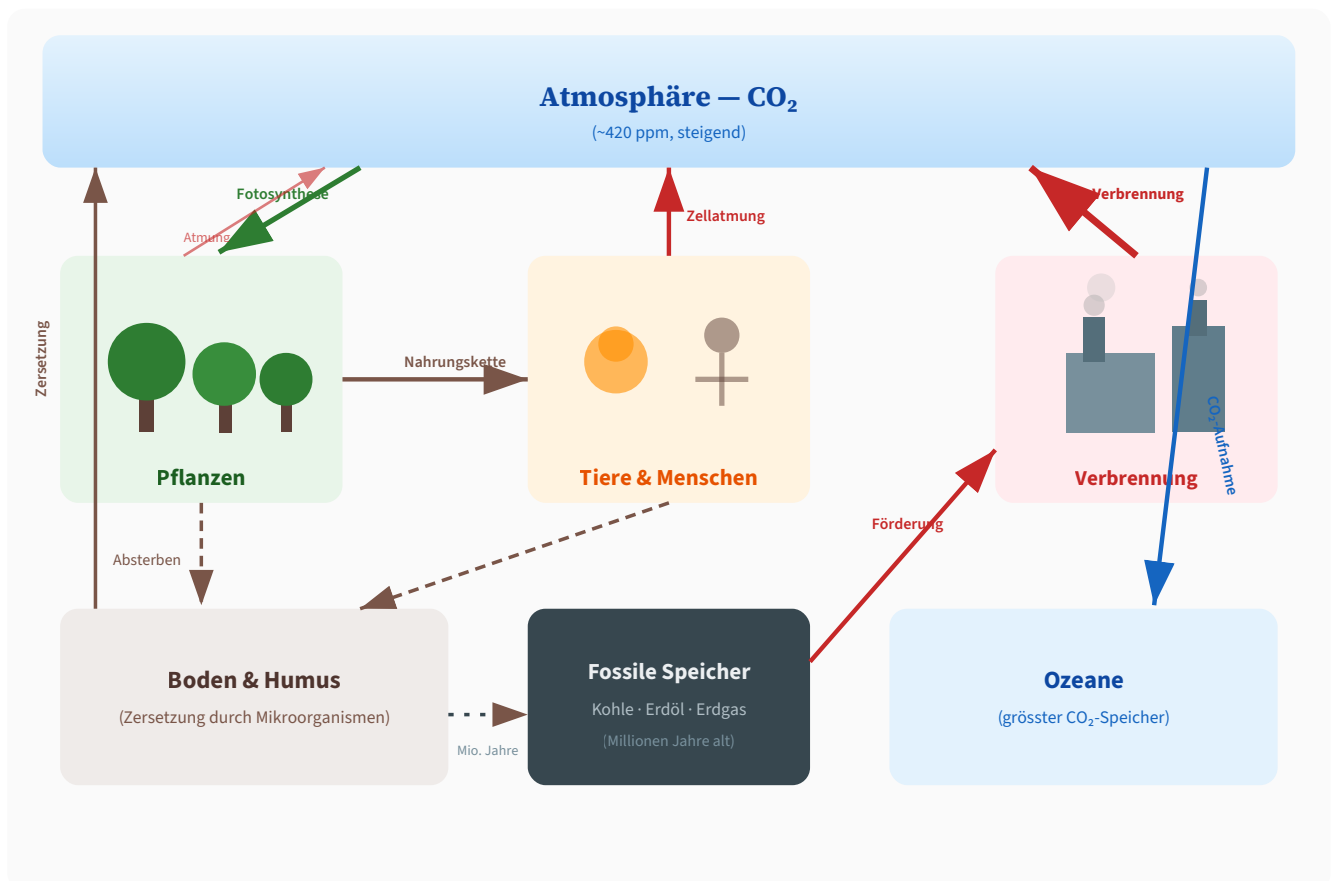 Atmosphäre — CO₂
(~420 ppm, steigend)
Fotosynthese
Atmung
Zellatmung
Verbrennung
Zersetzung
Nahrungskette
Pflanzen
Tiere & Menschen
Verbrennung
CO₂-Aufnahme
Absterben
Förderung
Boden & Humus
(Zersetzung durch Mikroorganismen)
Mio. Jahre
Fossile Speicher
Kohle · Erdöl · Erdgas
(Millionen Jahre alt)
Ozeane
(grösster CO₂-Speicher)